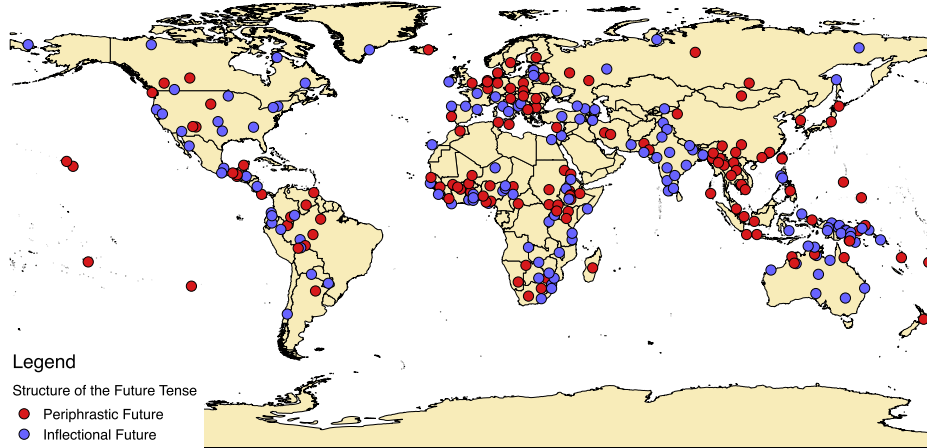 Legend
Structure of the Future Tense
Periphrastic Future
Inflectional Future